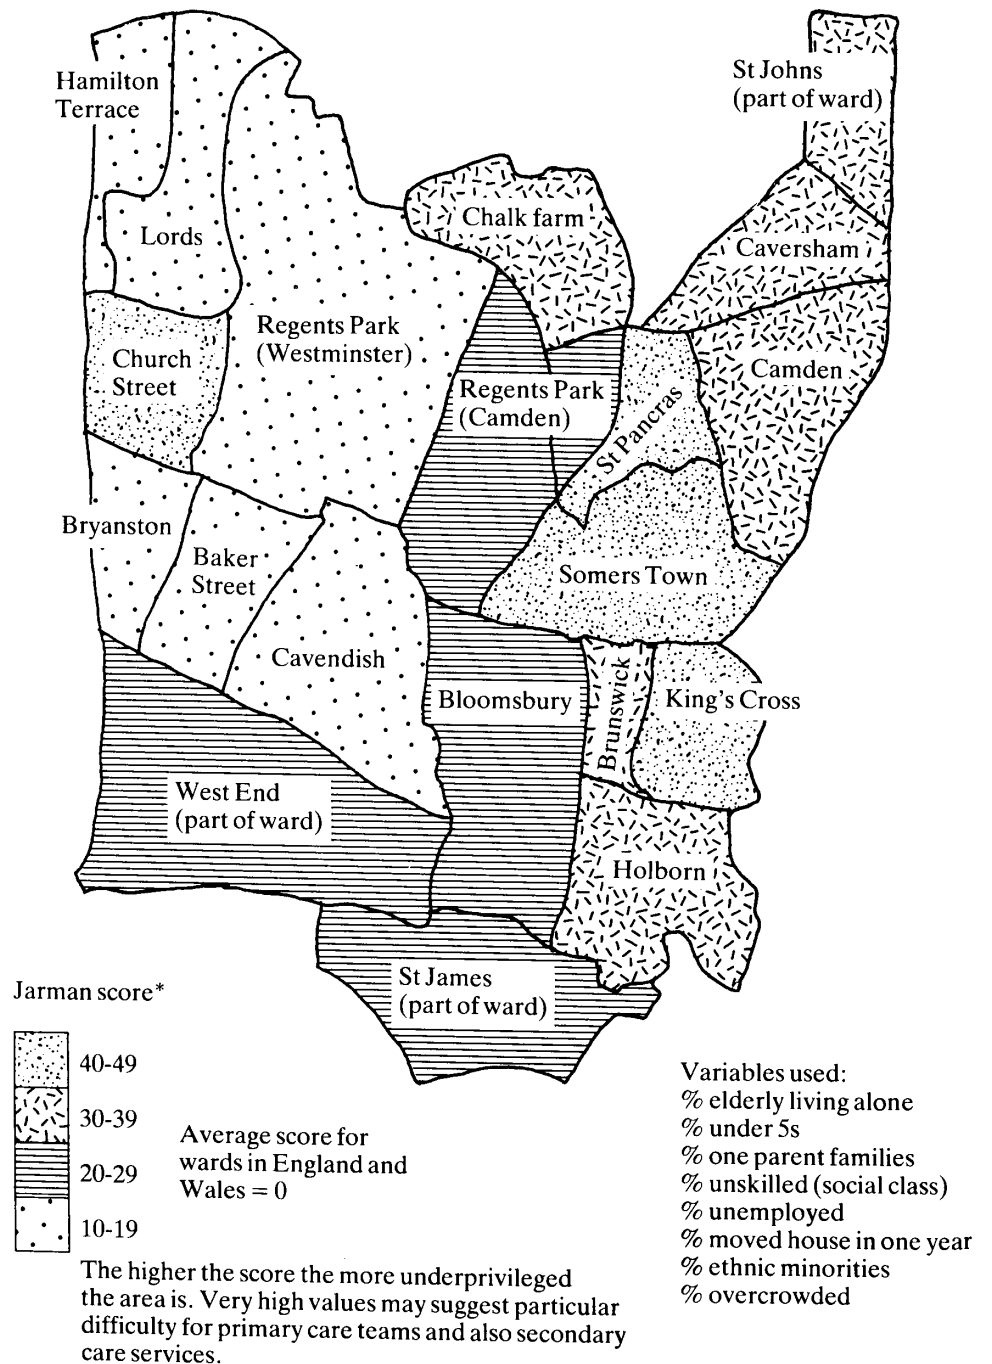 Hamilton
Terrace
St Johns
(part of ward)
Chalk farm
Lords
Caversham
Regents Park
(Westminster)
Church
Street
Camden
Regents Park
(Camden)
St Pancras
Bryanston
Baker
Street
Somers Town
Cavendish
Bloomsbury
Brunswick
King's Cross
West End
(part of ward)
Holborn
St James
(part of ward)
Jarman score*
40-49
30-39
20-29
10-19
Average score for
wards in England and
Wales = 0
Variables used:
% elderly living alone
% under 5s
% one parent families
% unskilled (social class)
% unemployed
% moved house in one year
% ethnic minorities
% overcrowded
The higher the score the more underprivileged
the area is. Very high values may suggest particular
difficulty for primary care teams and also secondary
care services.